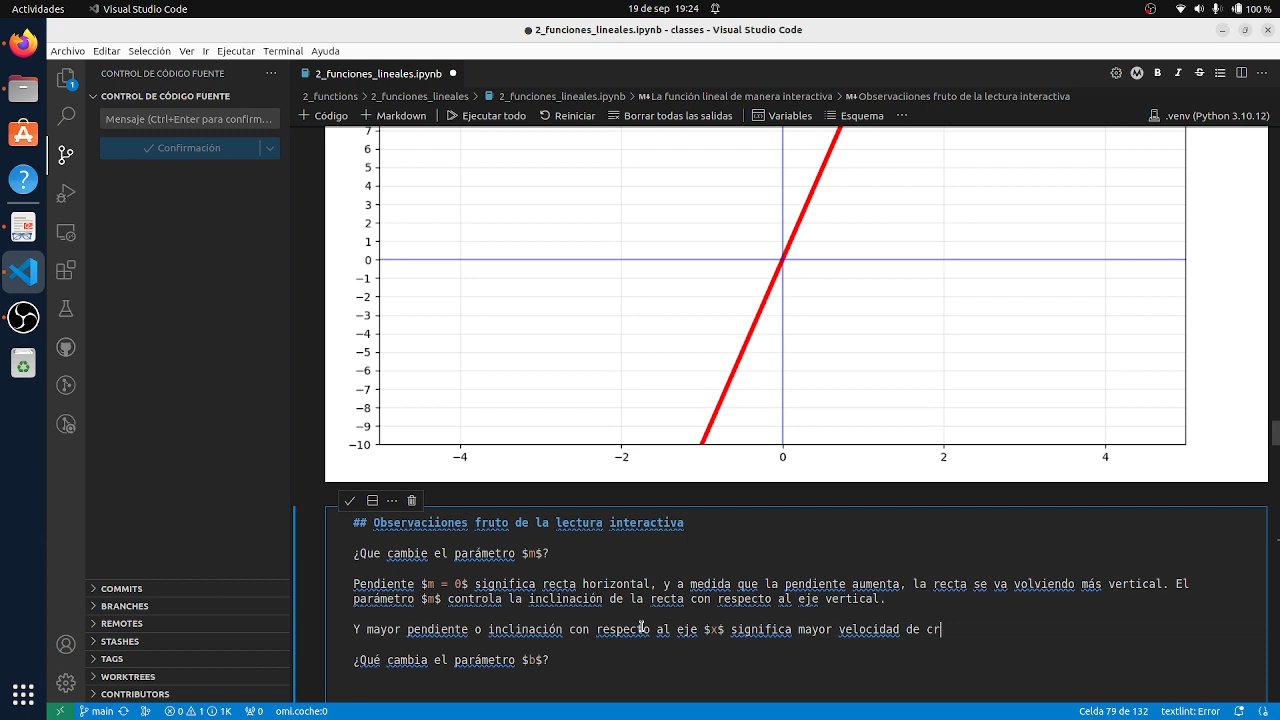 Actividades
Visual Studio Code
19 de sep 19:24
100 %
2_funciones_lineales.ipynb - classes - Visual Studio Code
Archivo Editar Selección Ver Ir Ejecutar Terminal Ayuda
CONTROL DE CÓDIGO FUENTE
CONTROL DE CÓDIGO FUENTE
Mensaje (Ctrl+Enter para confirm...
Confirmación
COMMITS
BRANCHES
REMOTES
STASHES
TAGS
WORKTREES
CONTRIBUTORS
2_funciones_lineales.ipynb
2_functions > 2_funciones_lineales > 2_funciones_lineales.ipynb > La función lineal de manera interactiva > Observaciiones fruto de la lectura interactiva
Código Markdown Ejecutar todo Reiniciar Borrar todas las salidas Variables Esquema ... .venv (Python 3.10.12)
7
6
5
4
3
2
1
0
−1
−2
−3
−4
−5
−6
−7
−8
−9
−10
−4 −2 0 2 4
## Observaciiones fruto de la lectura interactiva
¿Que cambie el parámetro $m$?
Pendiente $m = 0$ significa recta horizontal, y a medida que la pendiente aumenta, la recta se va volviendo más vertical. El
parámetro $m$ controla la inclinación de la recta con respecto al eje vertical.
Y mayor pendiente o inclinación con respecto al eje $x$ significa mayor velocidad de cr
¿Qué cambia el parámetro $b$?
main 0 1 1K 0 omi.coche:0 Celda 79 de 132 textlint: Error